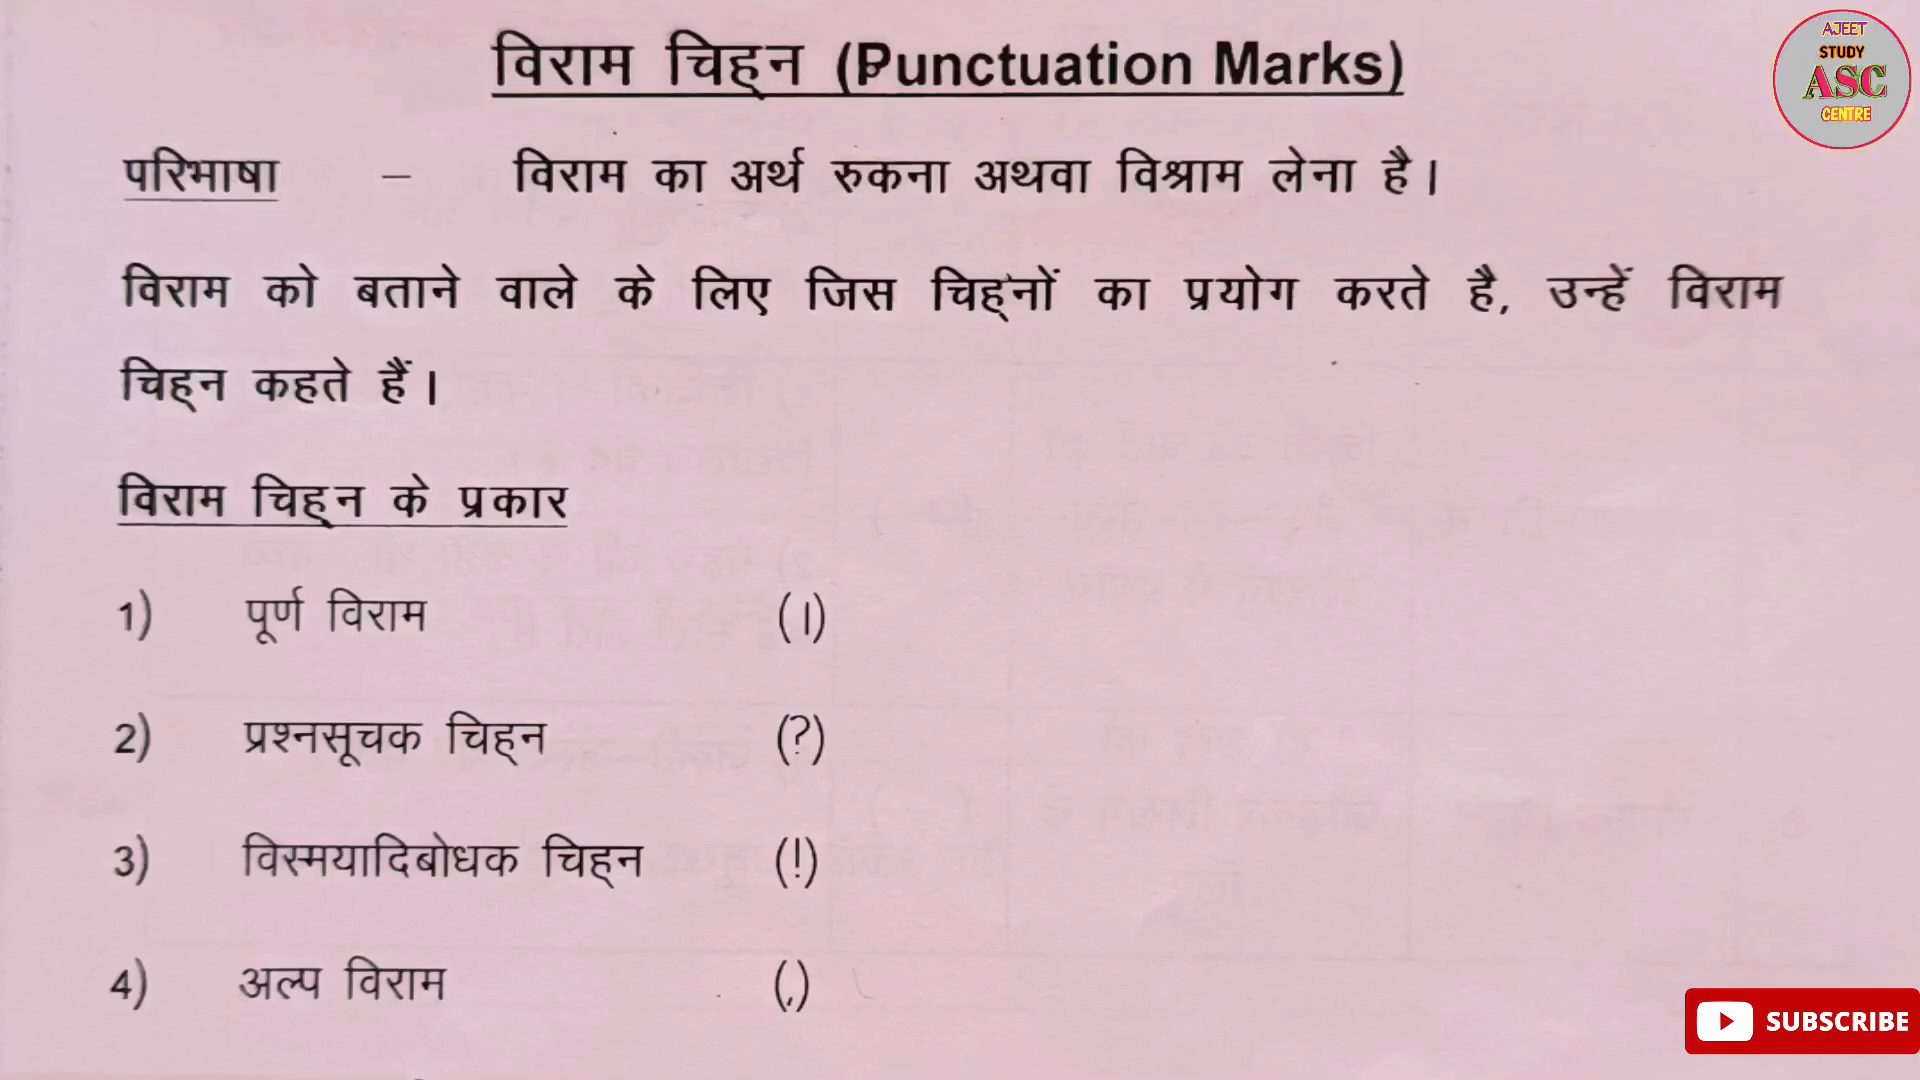 विराम चिह्न (Punctuation Marks)
AJEET
STUDY
ASC
CENTRE
परिभाषा – विराम का अर्थ रुकना अथवा विश्राम लेना है।
विराम को बताने वाले के लिए जिस चिह्नों का प्रयोग करते है, उन्हें विराम
चिह्न कहते हैं।
विराम चिह्न के प्रकार
1) पूर्ण विराम (।)
2) प्रश्नसूचक चिह्न (?)
3) विस्मयादिबोधक चिह्न (!)
4) अल्प विराम (,)
SUBSCRIBE